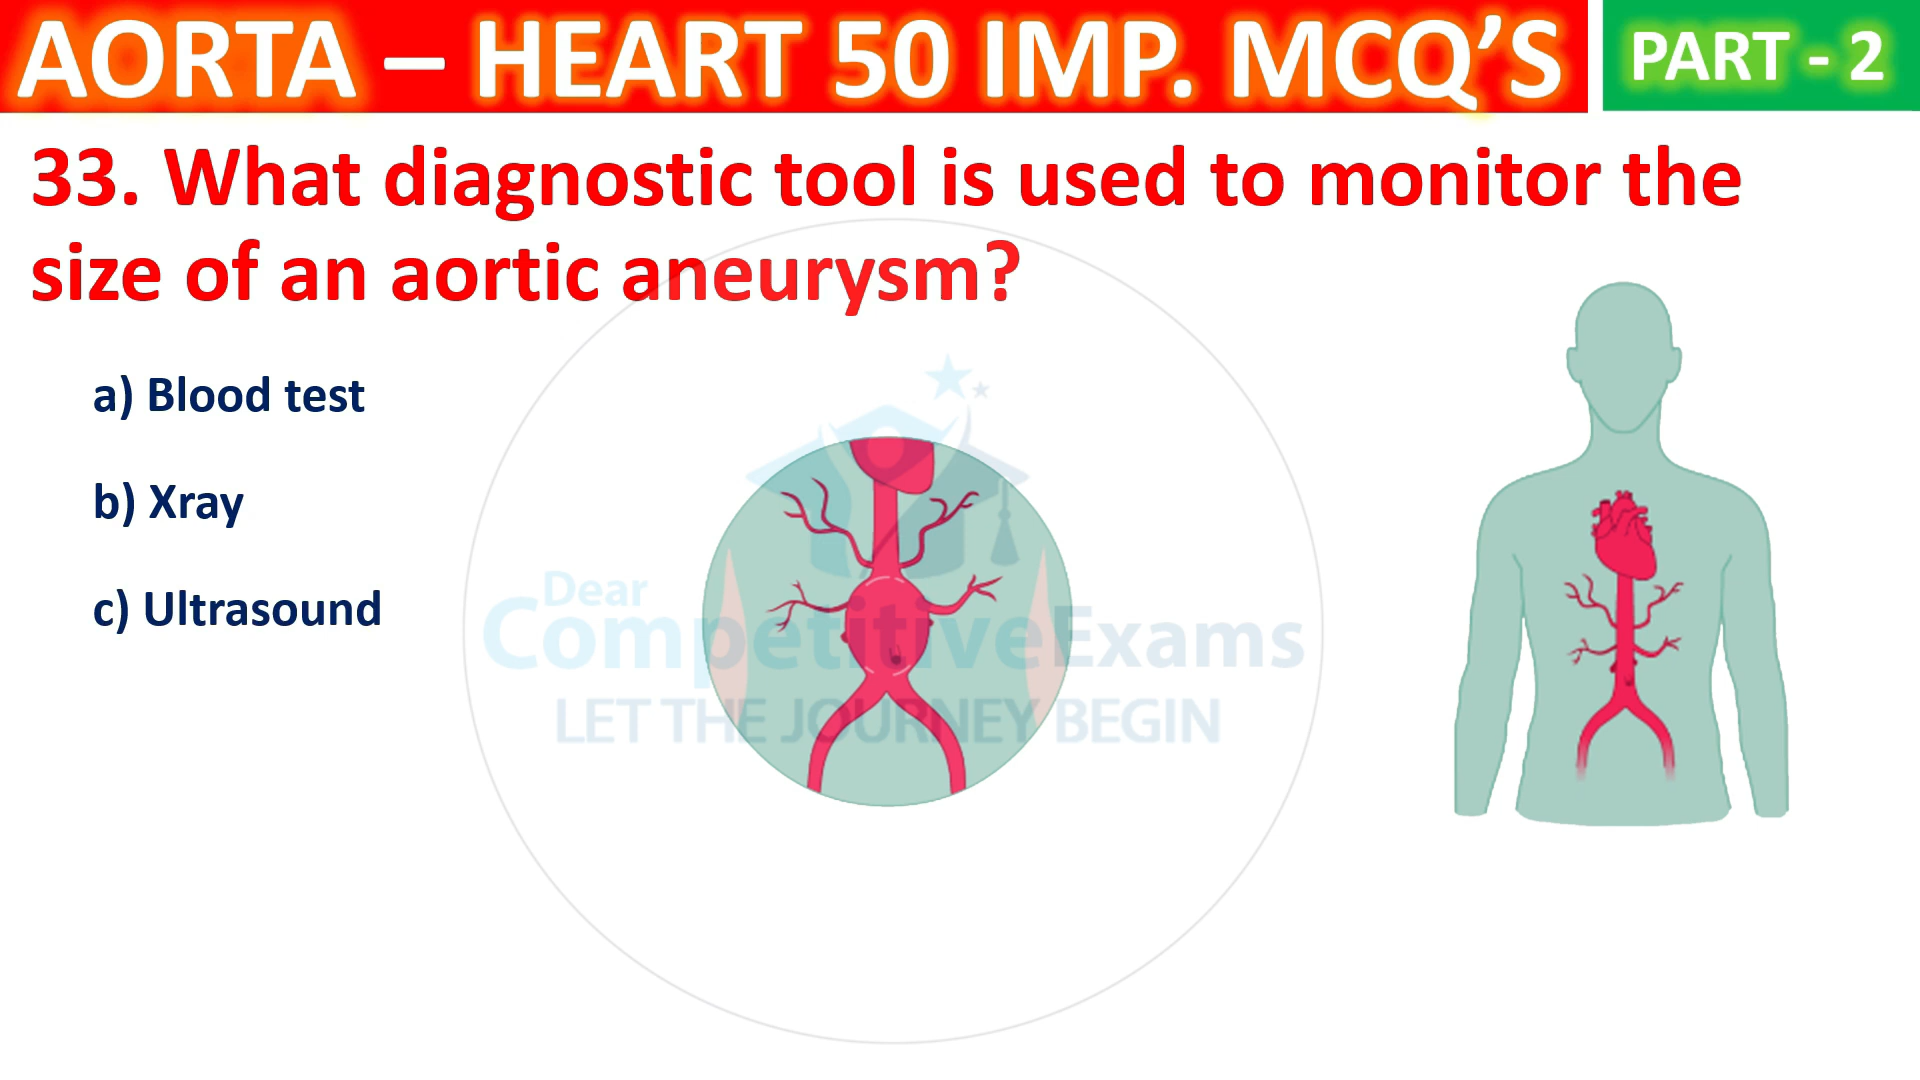 AORTA – HEART 50 IMP. MCQ’S
PART - 2
33. What diagnostic tool is used to monitor the
size of an aortic aneurysm?
a) Blood test
b) Xray
c) Ultrasound
Dear
CompetitiveExams
LET THE JOURNEY BEGIN